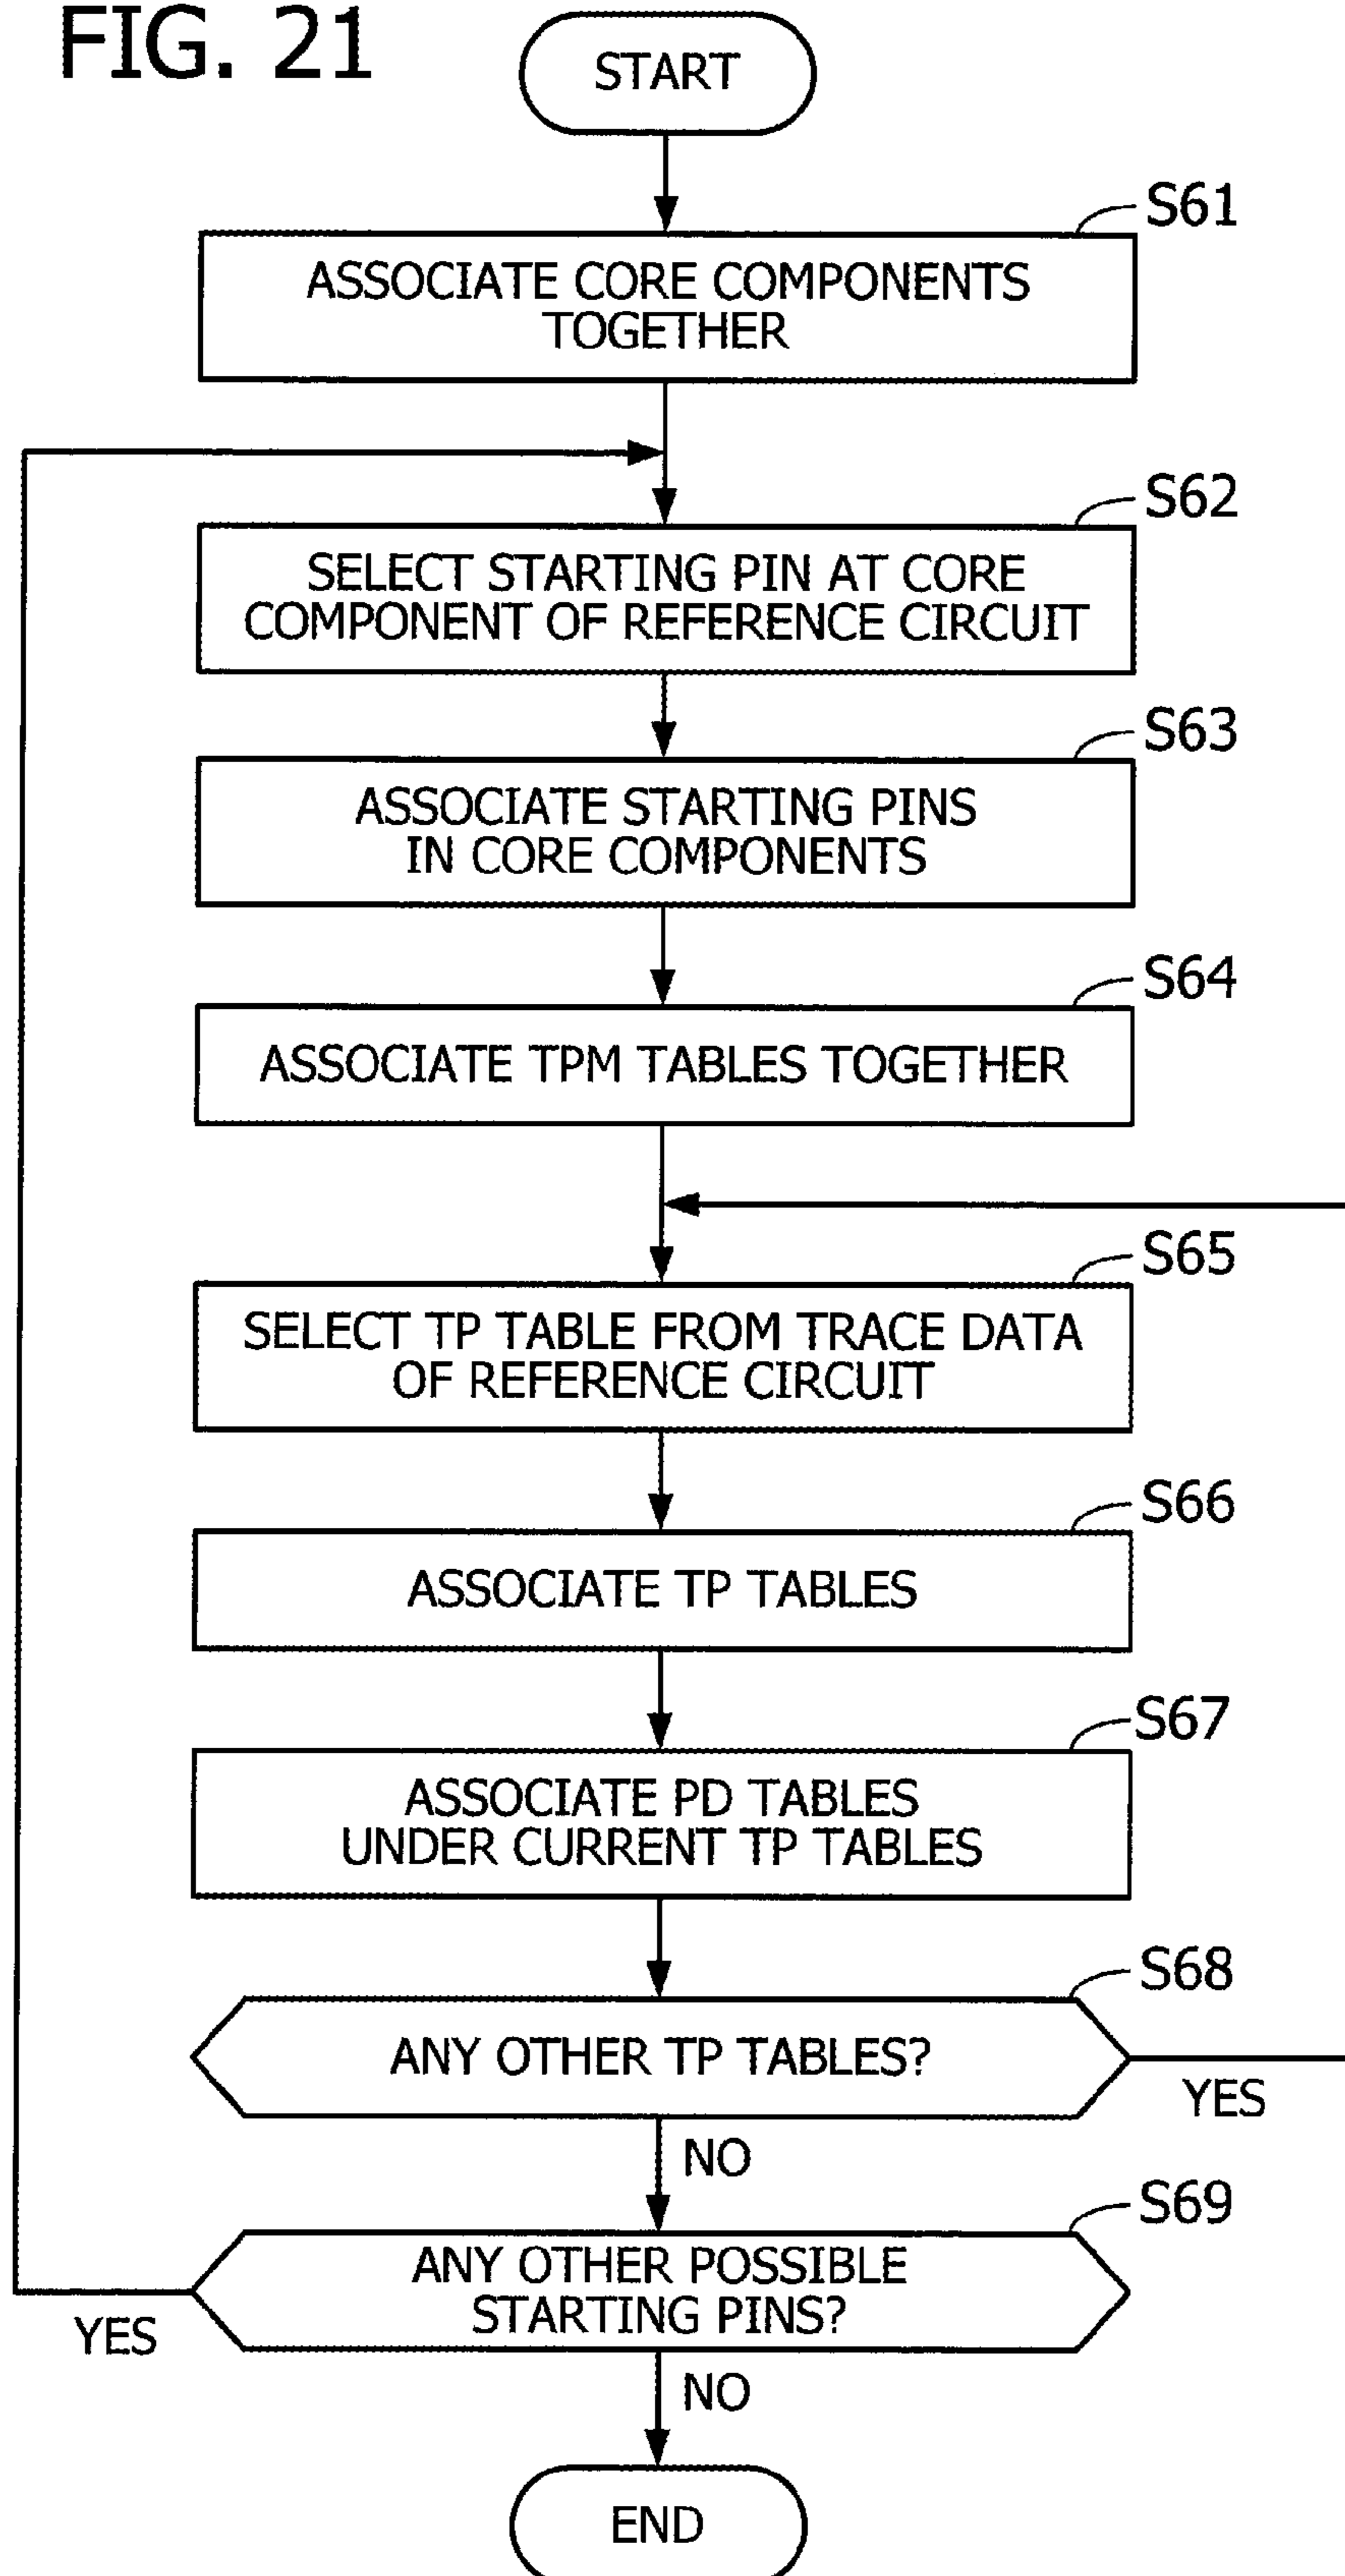 FIG. 21
START
S61
ASSOCIATE CORE COMPONENTS
TOGETHER
S62
SELECT STARTING PIN AT CORE
COMPONENT OF REFERENCE CIRCUIT
S63
ASSOCIATE STARTING PINS
IN CORE COMPONENTS
S64
ASSOCIATE TPM TABLES TOGETHER
S65
SELECT TP TABLE FROM TRACE DATA
OF REFERENCE CIRCUIT
S66
ASSOCIATE TP TABLES
S67
ASSOCIATE PD TABLES
UNDER CURRENT TP TABLES
S68
ANY OTHER TP TABLES?
YES
NO
S69
ANY OTHER POSSIBLE
STARTING PINS?
YES
NO
END